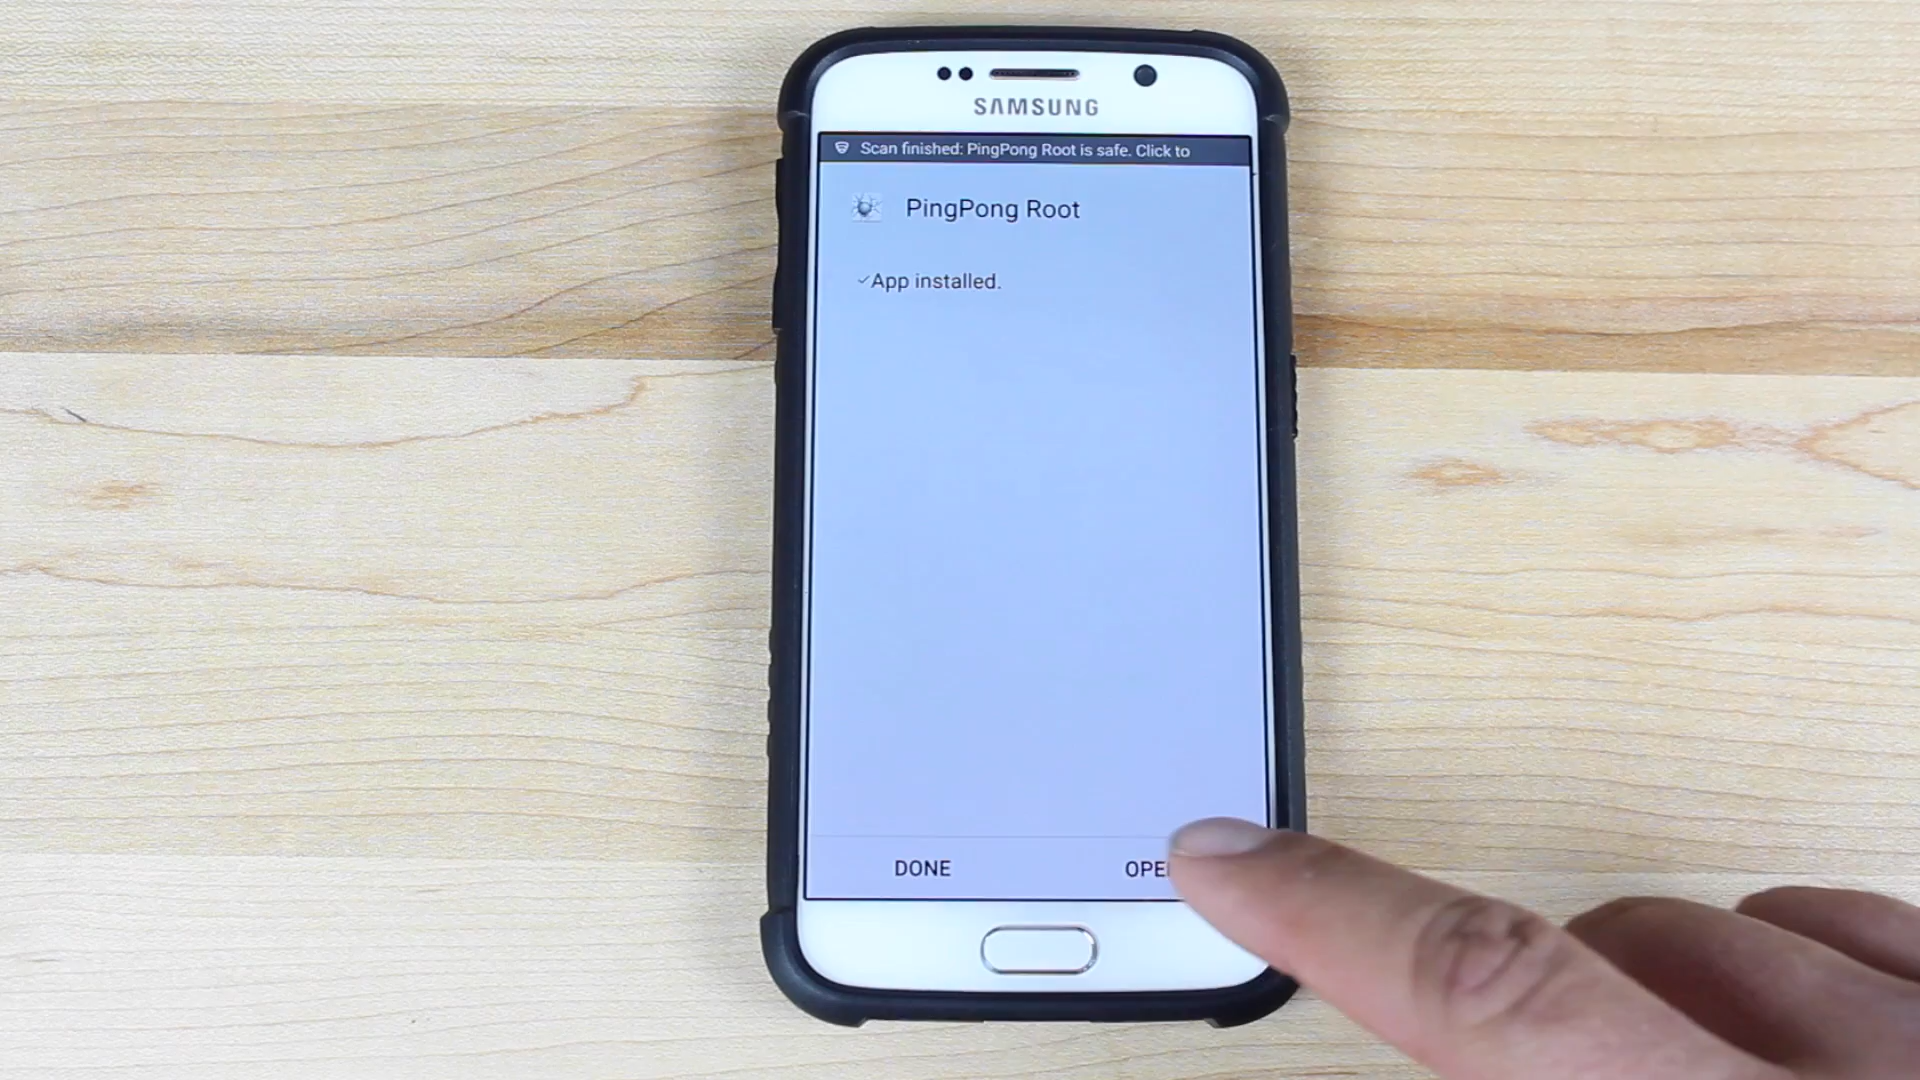 SAMSUNG
Scan finished: PingPong Root is safe. Click to
PingPong Root
App installed.
DONE